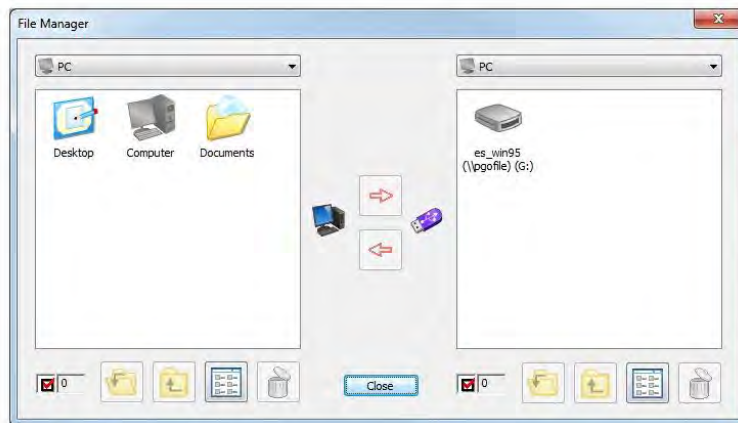 File Manager
PC
PC
Desktop
Computer
Documents
es_win95
(\\pgofile) (G:)
0
Close
0